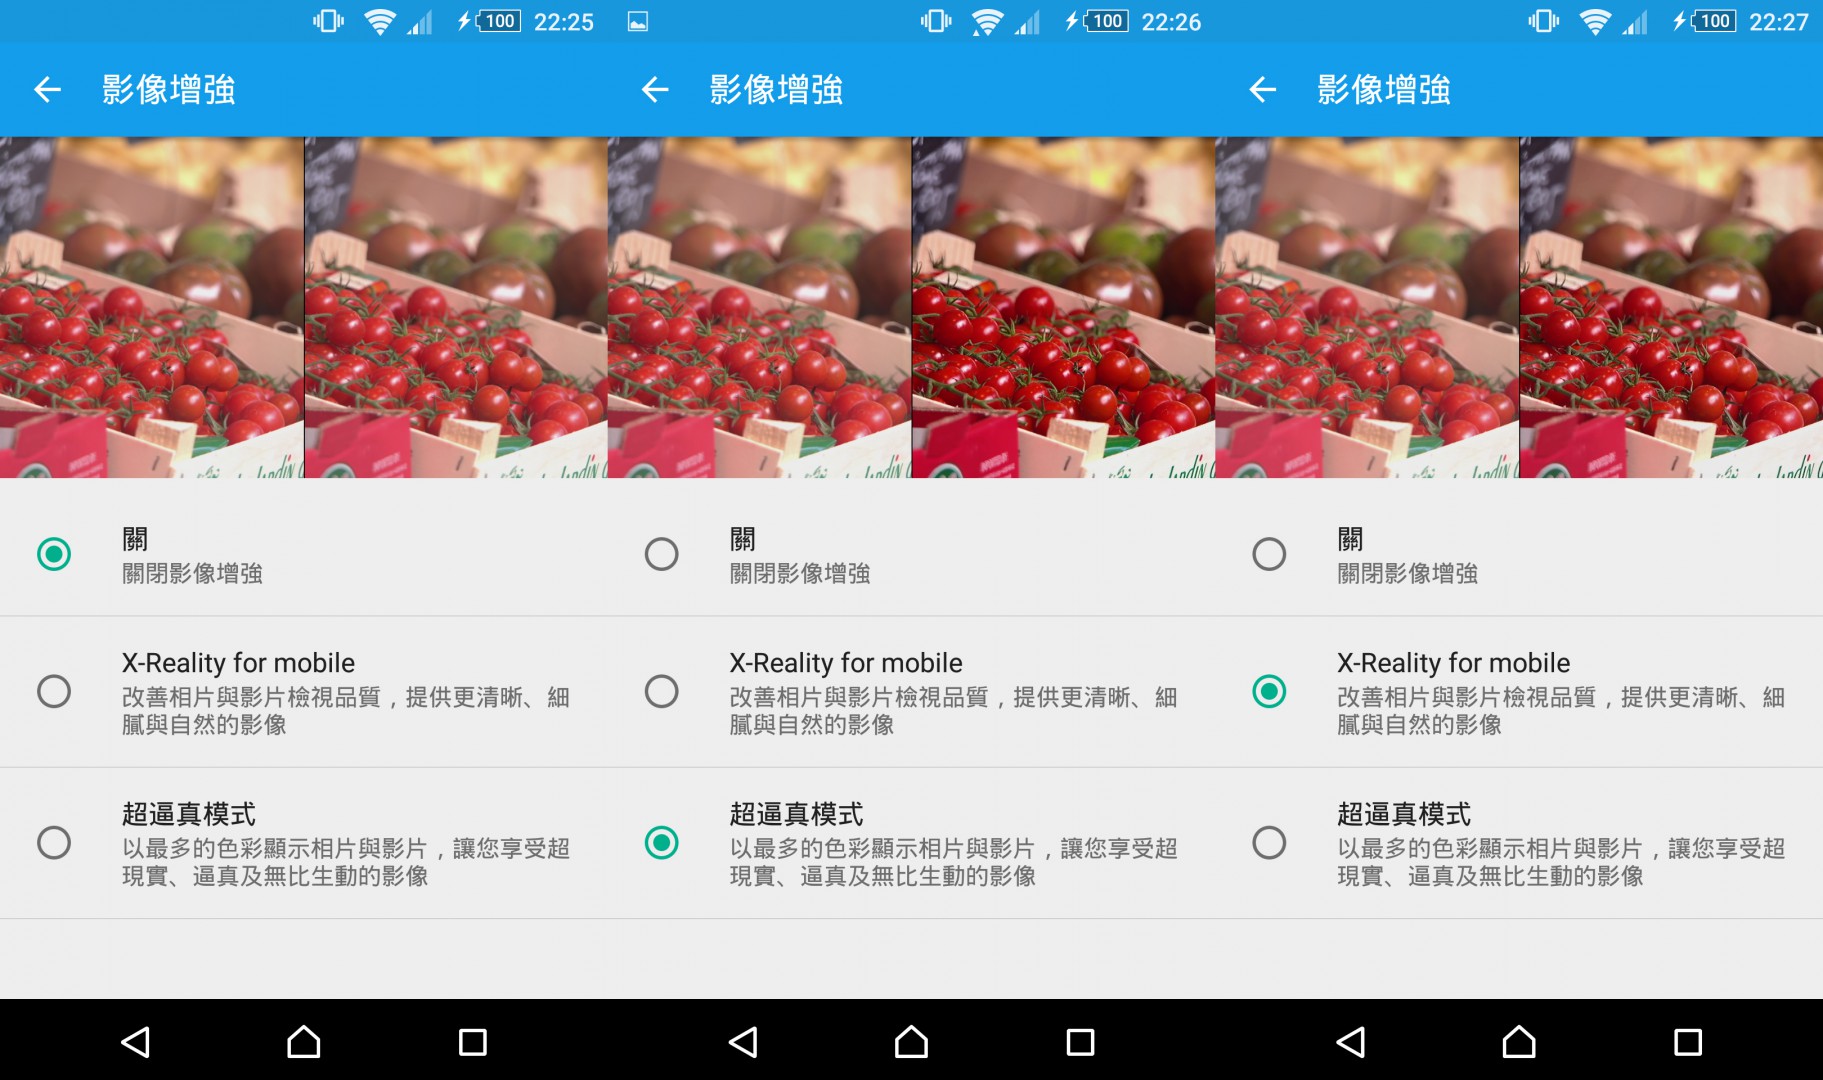 100 22:25
影像增強
關
關閉影像增強
X-Reality for mobile
改善相片與影片檢視品質，提供更清晰、細
膩與自然的影像
超逼真模式
以最多的色彩顯示相片與影片，讓您享受超
現實、逼真及無比生動的影像
100 22:26
影像增強
關
關閉影像增強
X-Reality for mobile
改善相片與影片檢視品質，提供更清晰、細
膩與自然的影像
超逼真模式
以最多的色彩顯示相片與影片，讓您享受超
現實、逼真及無比生動的影像
100 22:27
影像增強
關
關閉影像增強
X-Reality for mobile
改善相片與影片檢視品質，提供更清晰、細
膩與自然的影像
超逼真模式
以最多的色彩顯示相片與影片，讓您享受超
現實、逼真及無比生動的影像